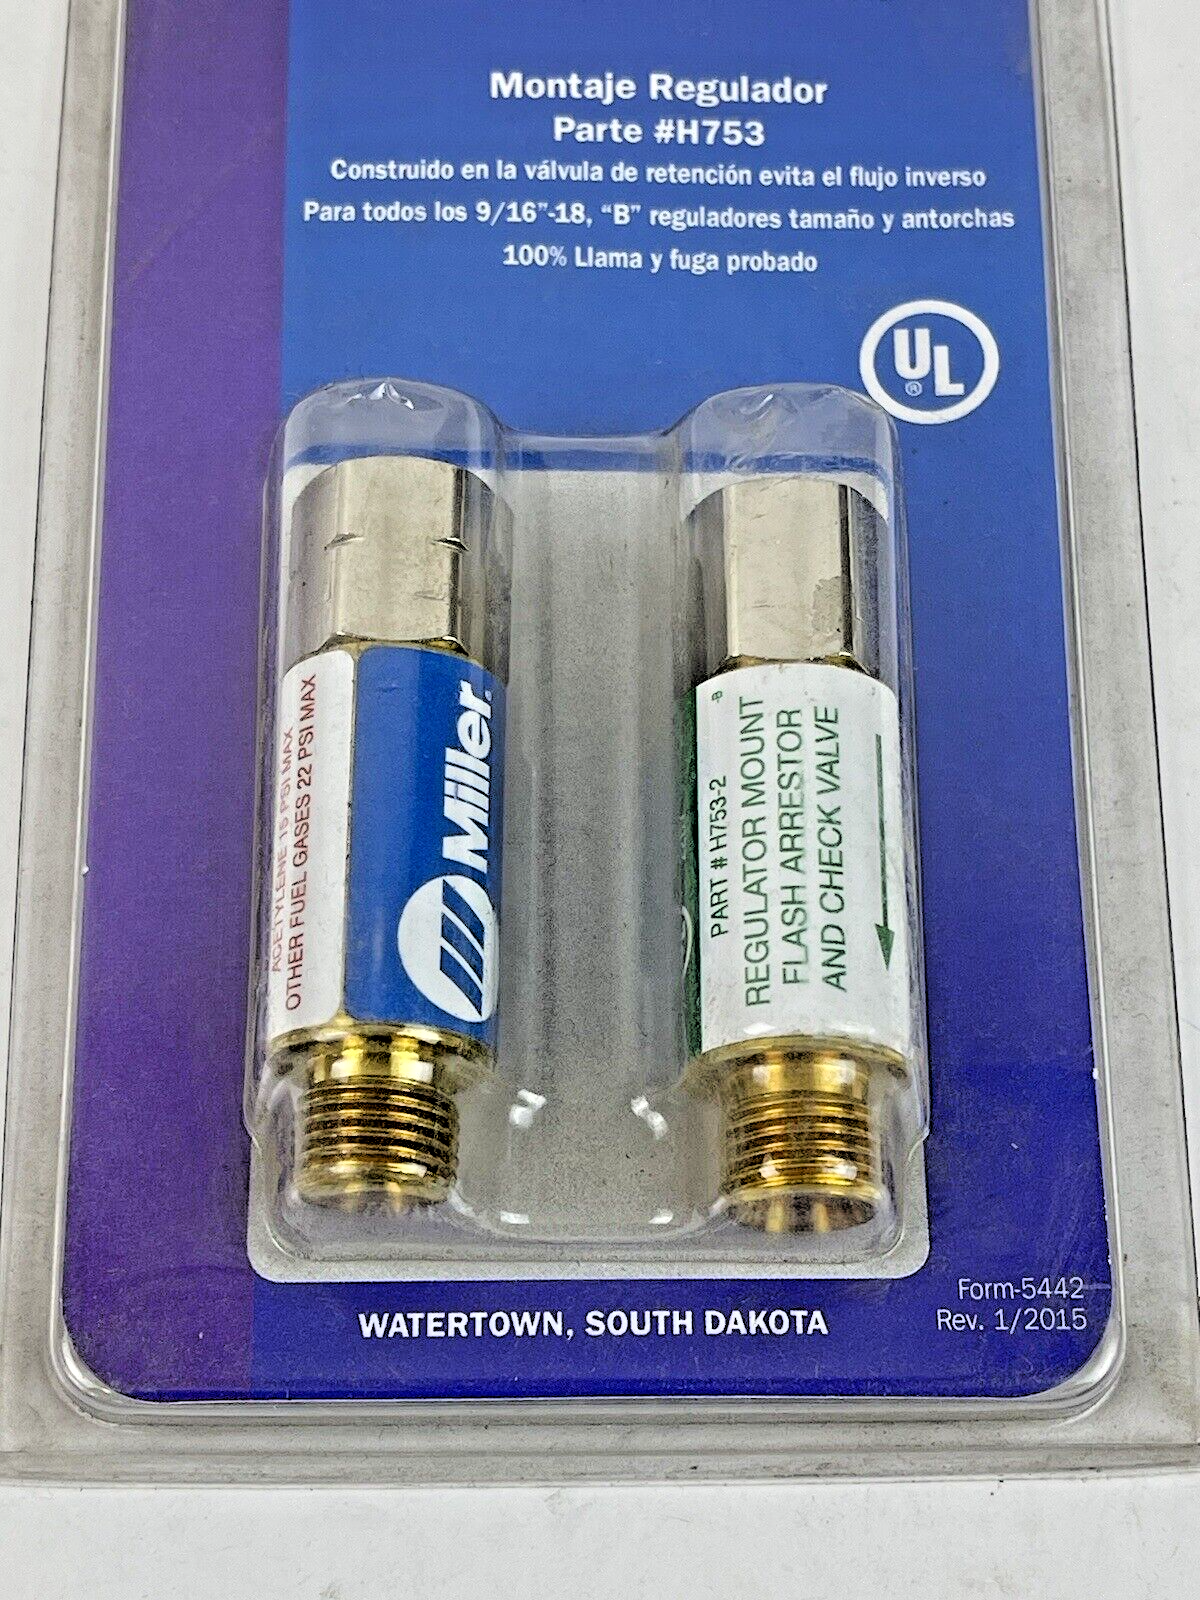 Montaje Regulador
Parte #H753
Construido en la válvula de retención evita el flujo inverso
Para todos los 9/16”-18, “B” reguladores tamaño y antorchas
100% Llama y fuga probado
UL
®
ACETYLENE 15 PSI MAX
OTHER FUEL GASES 22 PSI MAX
Miller®
-B
PART # H753-2
REGULATOR MOUNT
FLASH ARRESTOR
AND CHECK VALVE
WATERTOWN, SOUTH DAKOTA
Form-5442
Rev. 1/2015